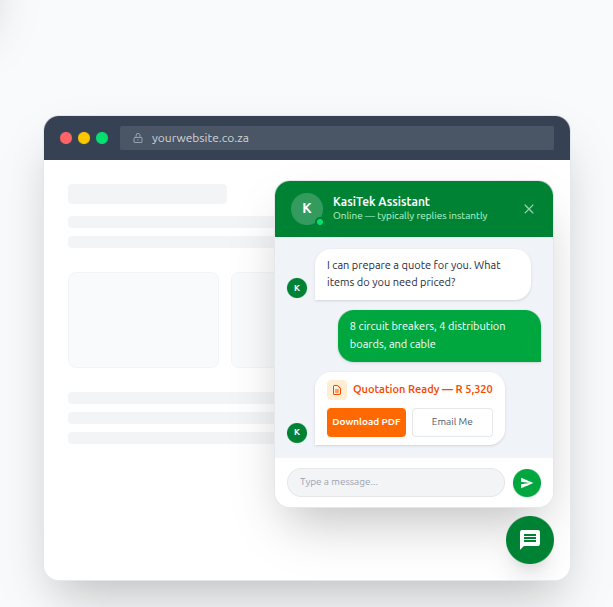 yourwebsite.co.za
K
KasiTek Assistant
Online — typically replies instantly
I can prepare a quote for you. What
items do you need priced?
K
8 circuit breakers, 4 distribution
boards, and cable
Quotation Ready — R 5,320
Download PDF
Email Me
K
Type a message...